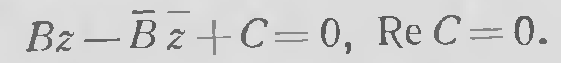 Bz − B̅ z̅ + C = 0, Re C = 0.